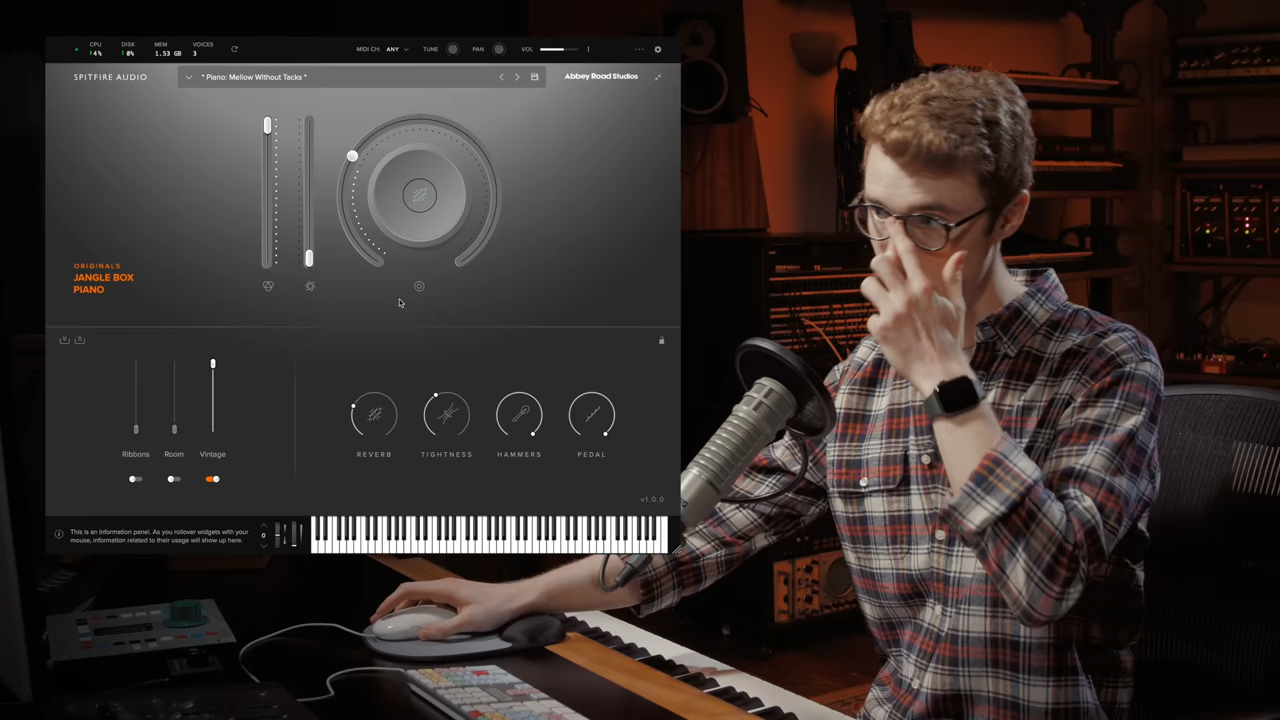 CPU DISK MEM VOICES
4% 0% 1.53 GB 3
MIDI CH: ANY TUNE PAN VOL
SPITFIRE AUDIO
* Piano: Mellow Without Tacks *
Abbey Road Studios
ORIGINALS
JANGLE BOX
PIANO
Ribbons Room Vintage
REVERB TIGHTNESS HAMMERS PEDAL
v1.0.0
This is an information panel. As you rollover widgets with your
mouse, information related to their usage will show up here.
0